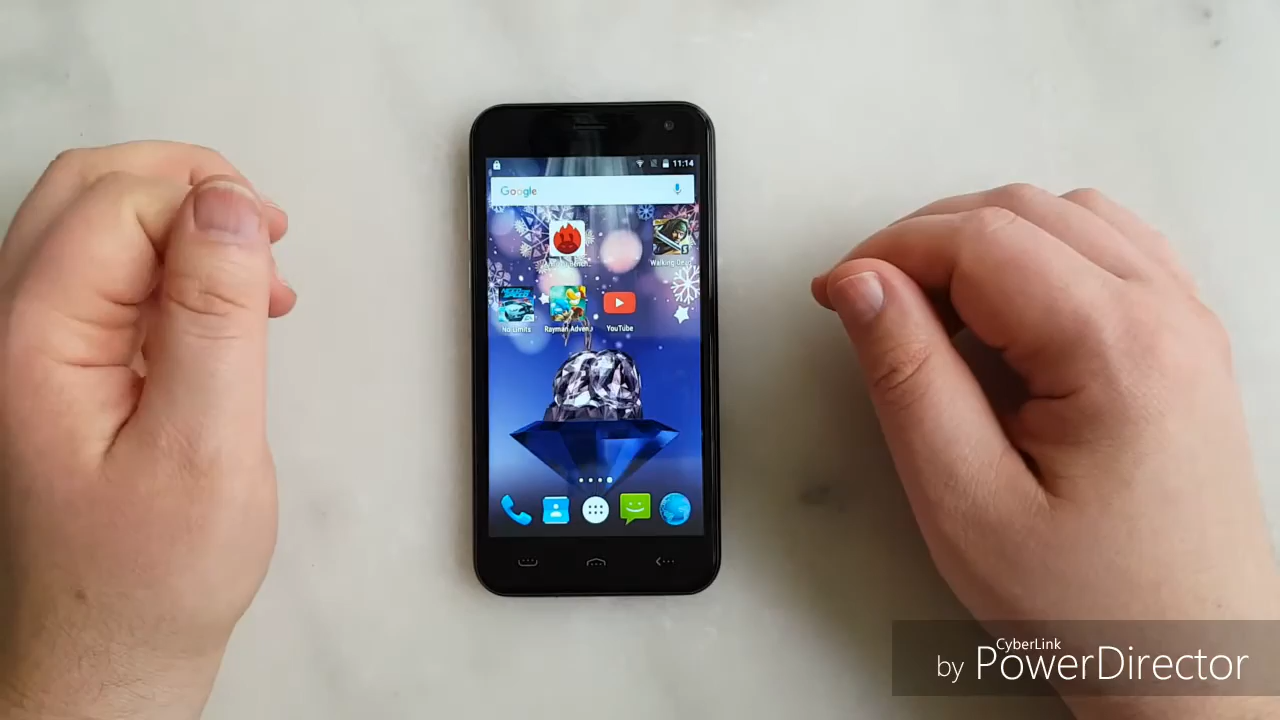 11:14
Google
Walking Dead
No Limits
Rayman Adven
YouTube
CyberLink
by PowerDirector